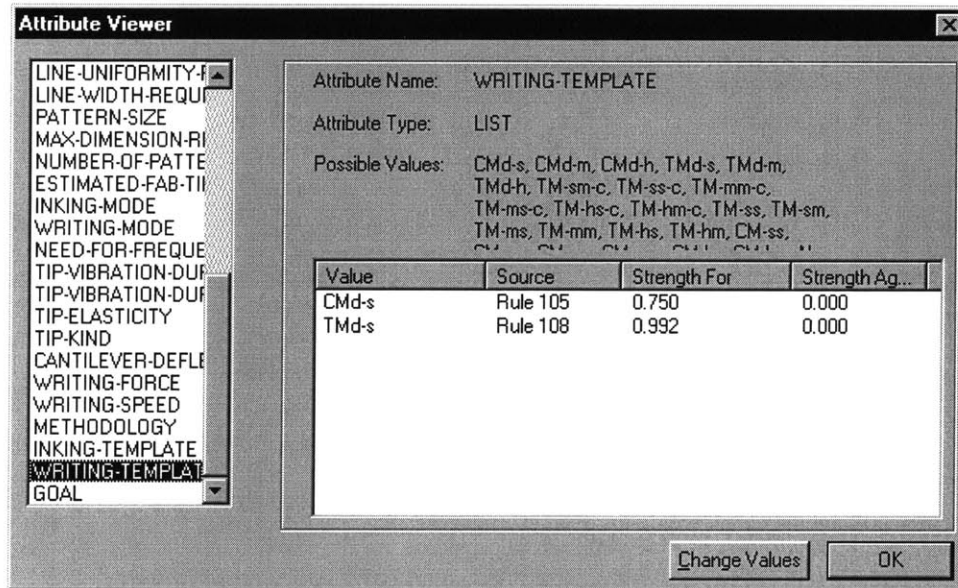 Attribute Viewer
LINE-UNIFORMITY-
LINE-WIDTH-REQUI
PATTERN-SIZE
MAX-DIMENSION-RI
NUMBER-OF-PATTE
ESTIMATED-FAB-TI
INKING-MODE
WRITING-MODE
NEED-FOR-FREQUE
TIP-VIBRATION-DUF
TIP-VIBRATION-DUF
TIP-ELASTICITY
TIP-KIND
CANTILEVER-DEFLE
WRITING-FORCE
WRITING-SPEED
METHODOLOGY
INKING-TEMPLATE
WRITING-TEMPLAT
GOAL
Attribute Name: WRITING-TEMPLATE
Attribute Type: LIST
Possible Values: CMd-s, CMd-m, CMd-h, TMd-s, TMd-m,
TMd-h, TM-sm-c, TM-ss-c, TM-mm-c,
TM-ms-c, TM-hs-c, TM-hm-c, TM-ss, TM-sm,
TM-ms, TM-mm, TM-hs, TM-hm, CM-ss,
Value Source Strength For Strength Ag...
CMd-s Rule 105 0.750 0.000
TMd-s Rule 108 0.992 0.000
Change Values OK